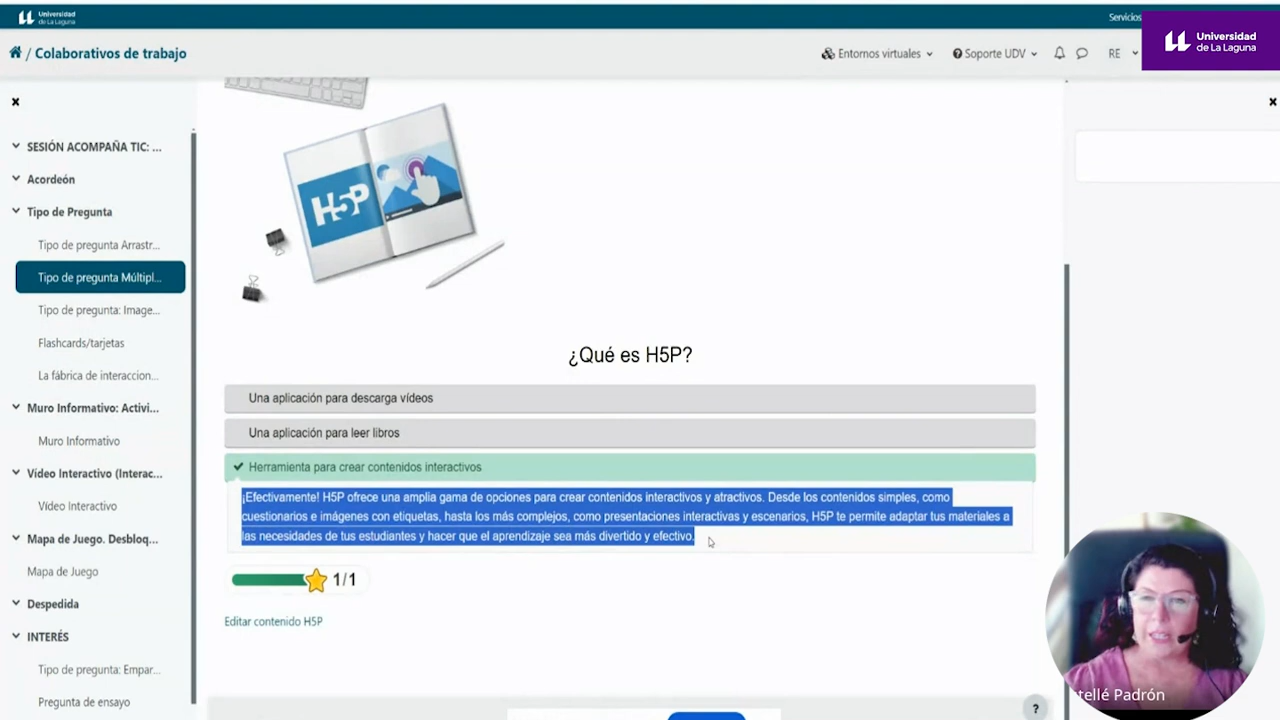 Universidad
de La Laguna
Servicios
Universidad
de La Laguna
/ Colaborativos de trabajo
Entornos virtuales
Soporte UDV
RE
SESIÓN ACOMPAÑA TIC: ...
Acordeón
Tipo de Pregunta
Tipo de pregunta Arrastr...
Tipo de pregunta Múltipl...
Tipo de pregunta: Image...
Flashcards/tarjetas
La fábrica de interaccion...
Muro Informativo: Activi...
Muro Informativo
Vídeo Interactivo (Interac...
Vídeo Interactivo
Mapa de Juego. Desbloq...
Mapa de Juego
Despedida
INTERÉS
Tipo de pregunta: Empar...
Pregunta de ensayo
H5P
¿Qué es H5P?
Una aplicación para descarga vídeos
Una aplicación para leer libros
Herramienta para crear contenidos interactivos
¡Efectivamente! H5P ofrece una amplia gama de opciones para crear contenidos interactivos y atractivos. Desde los contenidos simples, como
cuestionarios e imágenes con etiquetas, hasta los más complejos, como presentaciones interactivas y escenarios, H5P te permite adaptar tus materiales a
las necesidades de tus estudiantes y hacer que el aprendizaje sea más divertido y efectivo.
1/1
Editar contenido H5P
?
tellé Padrón